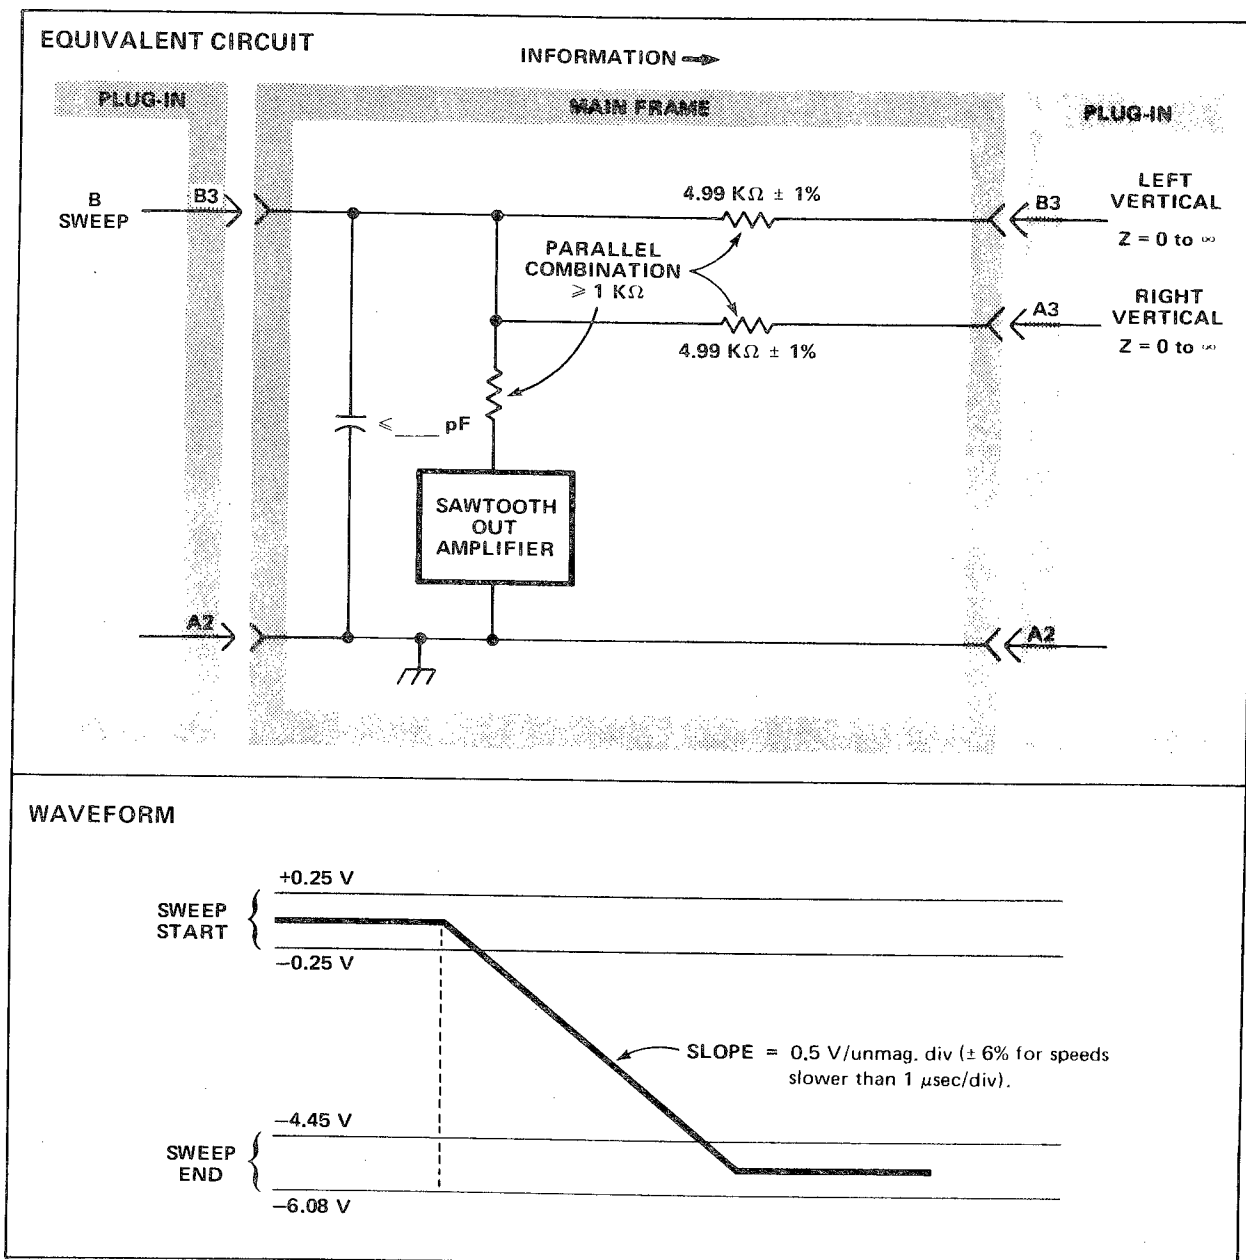 EQUIVALENT CIRCUIT
INFORMATION
PLUG-IN
MAIN FRAME
PLUG-IN
B
SWEEP
B3
4.99 KΩ ± 1%
B3
LEFT
VERTICAL
Z = 0 to ∞
PARALLEL
COMBINATION
⩾ 1 KΩ
4.99 KΩ ± 1%
A3
RIGHT
VERTICAL
Z = 0 to ∞
⩽ ___ pF
SAWTOOTH
OUT
AMPLIFIER
A2
A2
WAVEFORM
+0.25 V
SWEEP
START
−0.25 V
SLOPE = 0.5 V/unmag. div (± 6% for speeds
slower than 1 μsec/div).
−4.45 V
SWEEP
END
−6.08 V